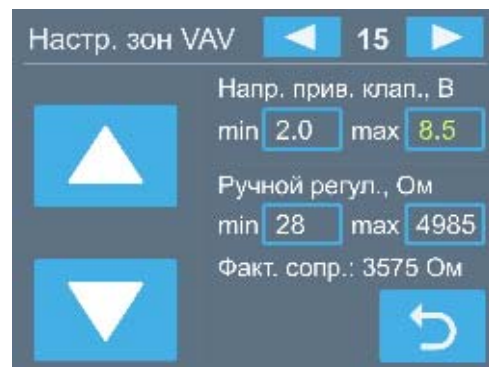 Настр. зон VAV 15
Напр. прив. клап., В
min 2.0 max 8.5
Ручной регул., Ом
min 28 max 4985
Факт. сопр.: 3575 Ом